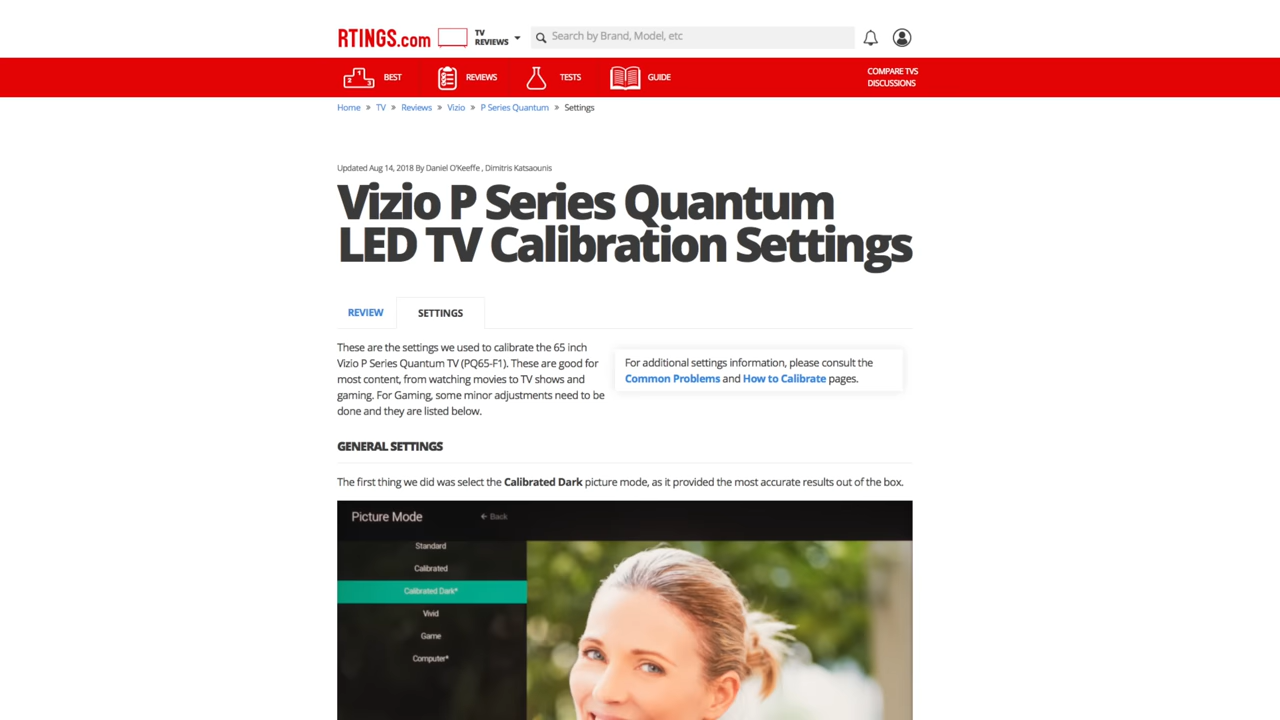 RTINGS.com
TV
REVIEWS
Search by Brand, Model, etc
BEST
REVIEWS
TESTS
GUIDE
COMPARE TVS
DISCUSSIONS
Home » TV » Reviews » Vizio » P Series Quantum » Settings
Updated Aug 14, 2018 By Daniel O'Keeffe , Dimitris Katsaounis
Vizio P Series Quantum
LED TV Calibration Settings
REVIEW
SETTINGS
These are the settings we used to calibrate the 65 inch
Vizio P Series Quantum TV (PQ65-F1). These are good for
most content, from watching movies to TV shows and
gaming. For Gaming, some minor adjustments need to be
done and they are listed below.
For additional settings information, please consult the
Common Problems and How to Calibrate pages.
GENERAL SETTINGS
The first thing we did was select the Calibrated Dark picture mode, as it provided the most accurate results out of the box.
Picture Mode
← Back
Standard
Calibrated
Calibrated Dark*
Vivid
Game
Computer*